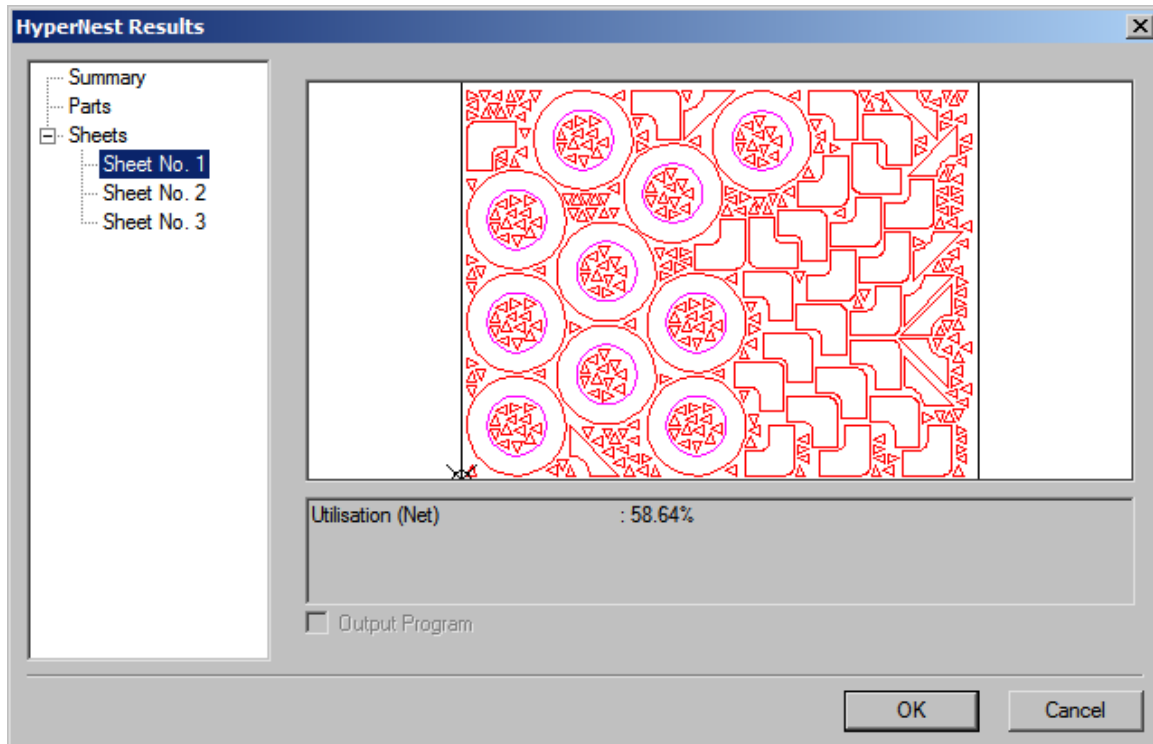 HyperNest Results
Summary
Parts
Sheets
Sheet No. 1
Sheet No. 2
Sheet No. 3
Utilisation (Net) : 58.64%
Output Program
OK Cancel